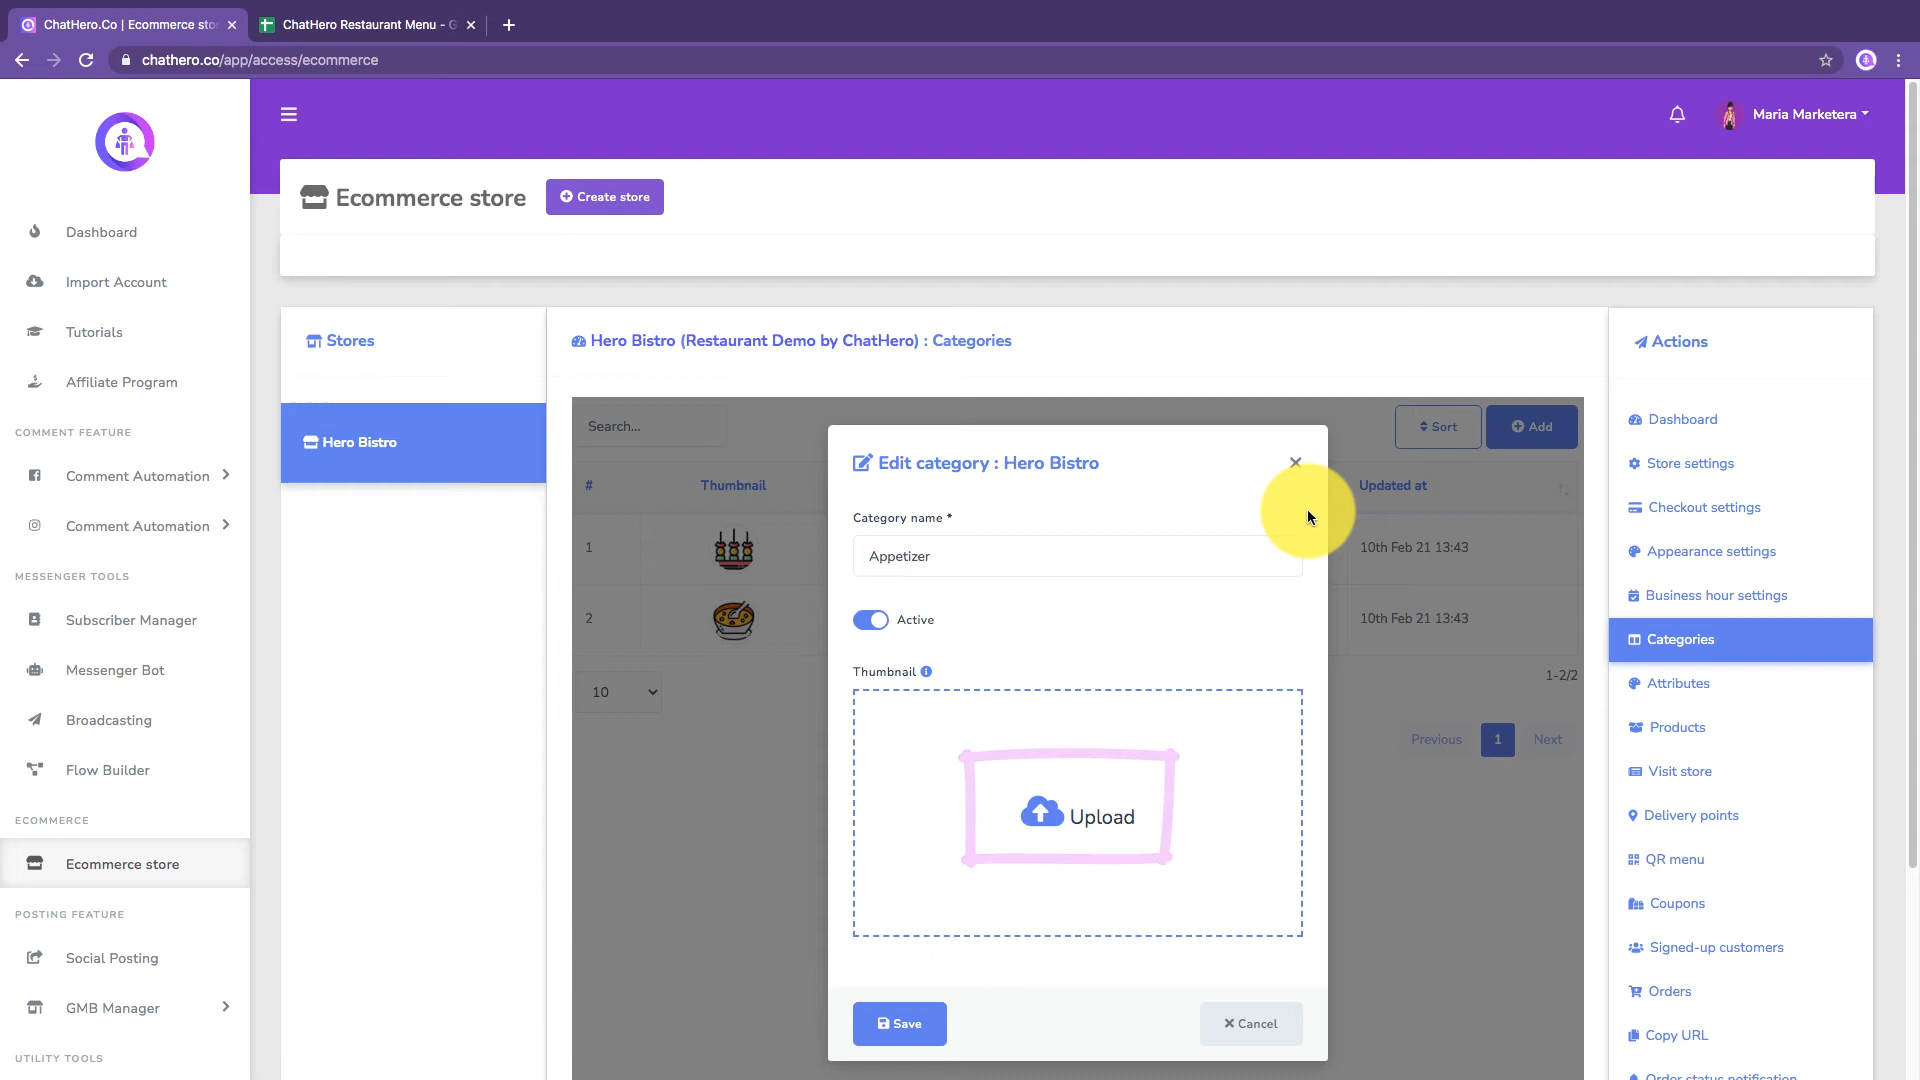 ChatHero.Co | Ecommerce sto
ChatHero Restaurant Menu - G
chathero.co/app/access/ecommerce
Maria Marketera
Ecommerce store
Create store
Dashboard
Import Account
Tutorials
Affiliate Program
COMMENT FEATURE
Comment Automation
Comment Automation
MESSENGER TOOLS
Subscriber Manager
Messenger Bot
Broadcasting
Flow Builder
ECOMMERCE
Ecommerce store
POSTING FEATURE
Social Posting
GMB Manager
UTILITY TOOLS
Stores
Hero Bistro
Hero Bistro (Restaurant Demo by ChatHero) : Categories
Search...
Sort
Add
# Thumbnail Updated at
1 10th Feb 21 13:43
2 10th Feb 21 13:43
10
1-2/2
Previous 1 Next
Edit category : Hero Bistro
Category name *
Appetizer
Active
Thumbnail
Upload
Save
Cancel
Actions
Dashboard
Store settings
Checkout settings
Appearance settings
Business hour settings
Categories
Attributes
Products
Visit store
Delivery points
QR menu
Coupons
Signed-up customers
Orders
Copy URL
Order status notification